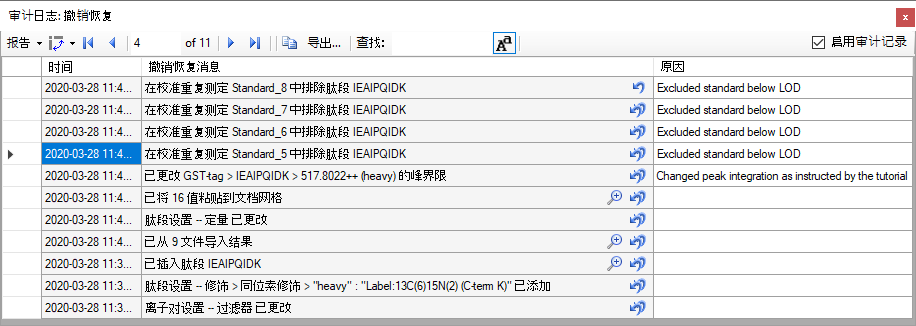 审计日志: 撤销恢复
报告 4 of 11 导出... 查找: Aa 启用审计记录
时间 撤销恢复消息 原因
2020-03-28 11:4... 在校准重复测定 Standard_8 中排除肽段 IEAIPQIDK Excluded standard below LOD
2020-03-28 11:4... 在校准重复测定 Standard_7 中排除肽段 IEAIPQIDK Excluded standard below LOD
2020-03-28 11:4... 在校准重复测定 Standard_6 中排除肽段 IEAIPQIDK Excluded standard below LOD
2020-03-28 11:4... 在校准重复测定 Standard_5 中排除肽段 IEAIPQIDK Excluded standard below LOD
2020-03-28 11:4... 已更改 GST-tag > IEAIPQIDK > 517.8022++ (heavy) 的峰界限 Changed peak integration as instructed by the tutorial
2020-03-28 11:4... 已将 16 值粘贴到文档网格
2020-03-28 11:4... 肽段设置 -- 定量 已更改
2020-03-28 11:4... 已从 9 文件导入结果
2020-03-28 11:3... 已插入肽段 IEAIPQIDK
2020-03-28 11:3... 肽段设置 -- 修饰 > 同位素修饰 > "heavy" : "Label:13C(6)15N(2) (C-term K)" 已添加
2020-03-28 11:3... 离子对设置 -- 过滤器 已更改